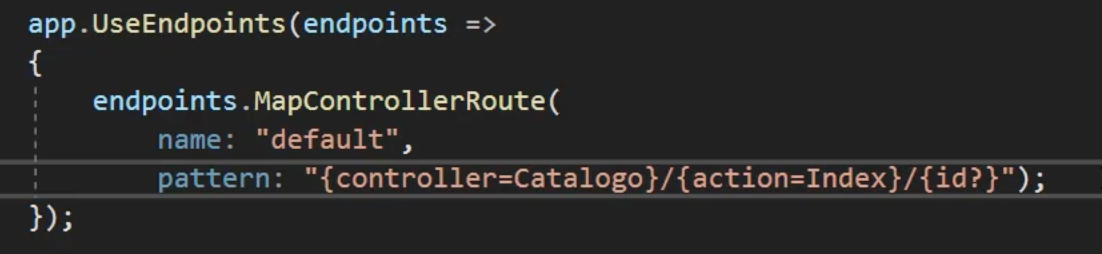 app.UseEndpoints(endpoints =>
{
endpoints.MapControllerRoute(
name: "default",
pattern: "{controller=Catalogo}/{action=Index}/{id?}");
});